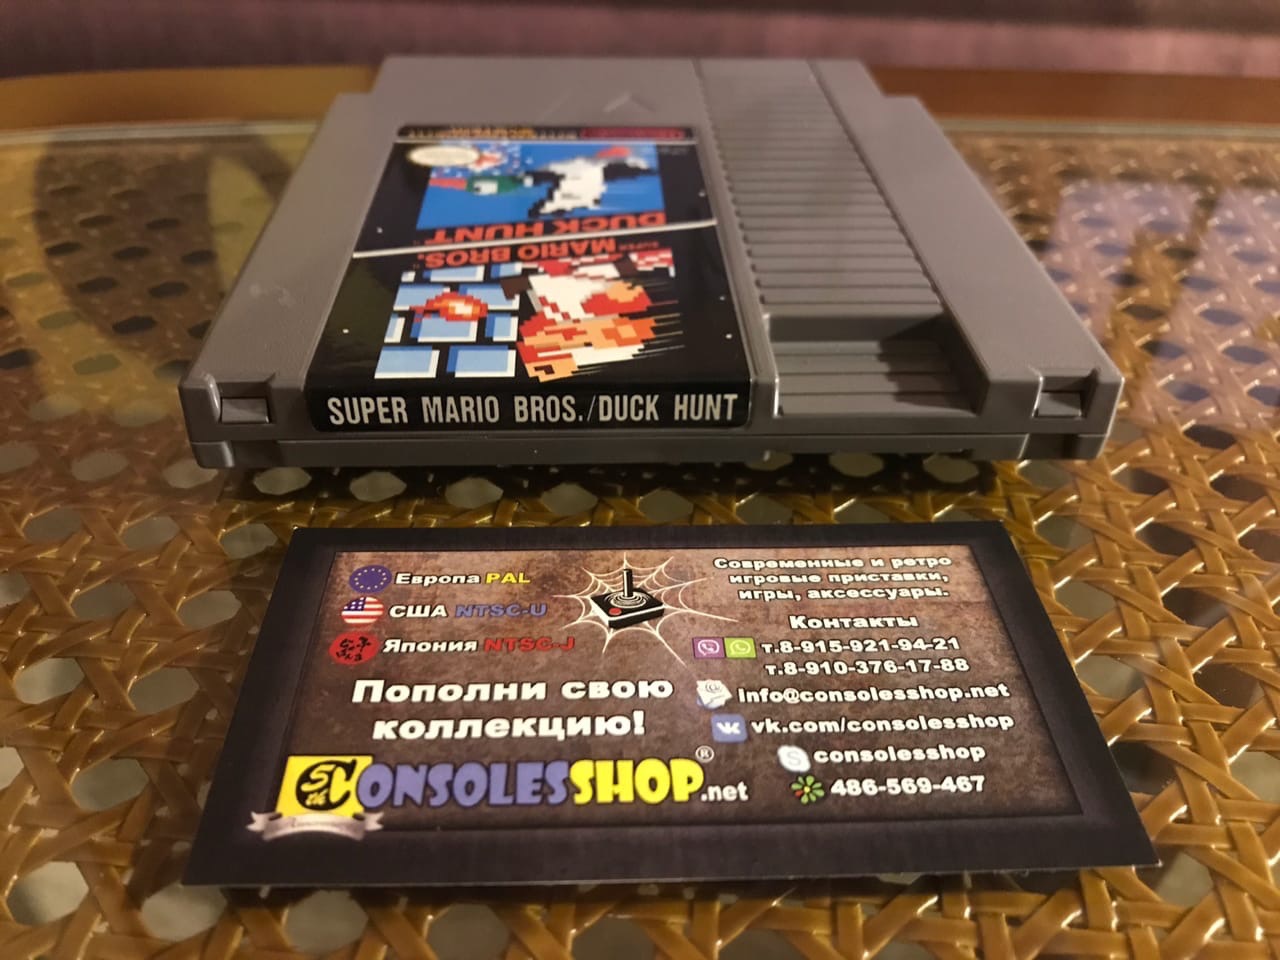 DUCK HUNT
SUPER
MARIO BROS.
SUPER MARIO BROS./DUCK HUNT
Европа PAL
США NTSC-U
Япония NTSC-J
Пополни свою
коллекцию!
CONSOLESSHOP.net
®
Современные и ретро
игровые приставки,
игры, аксессуары.
Контакты
т.8-915-921-94-21
т.8-910-376-17-88
Info@consolesshop.net
vk.com/consolesshop
consolesshop
486-569-467